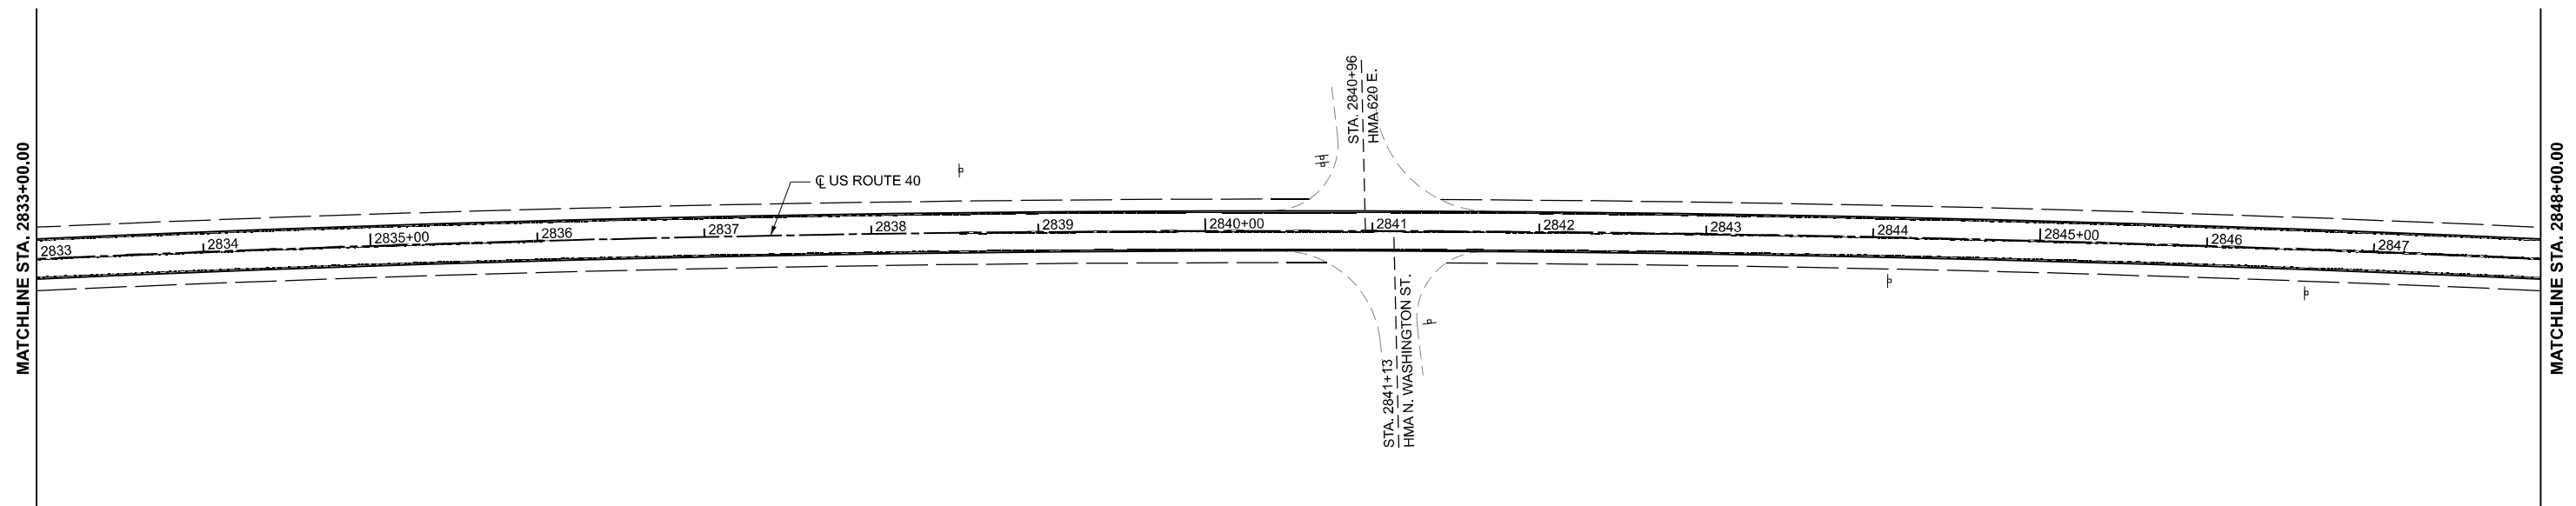 MATCHLINE STA. 2833+00.00
STA. 2840+96
HMA 620 E.
℄ US ROUTE 40
2833
2834
2835+00
2836
2837
2838
2839
2840+00
2841
2842
2843
2844
2845+00
2846
2847
STA. 2841+13
HMA N. WASHINGTON ST.
MATCHLINE STA. 2848+00.00